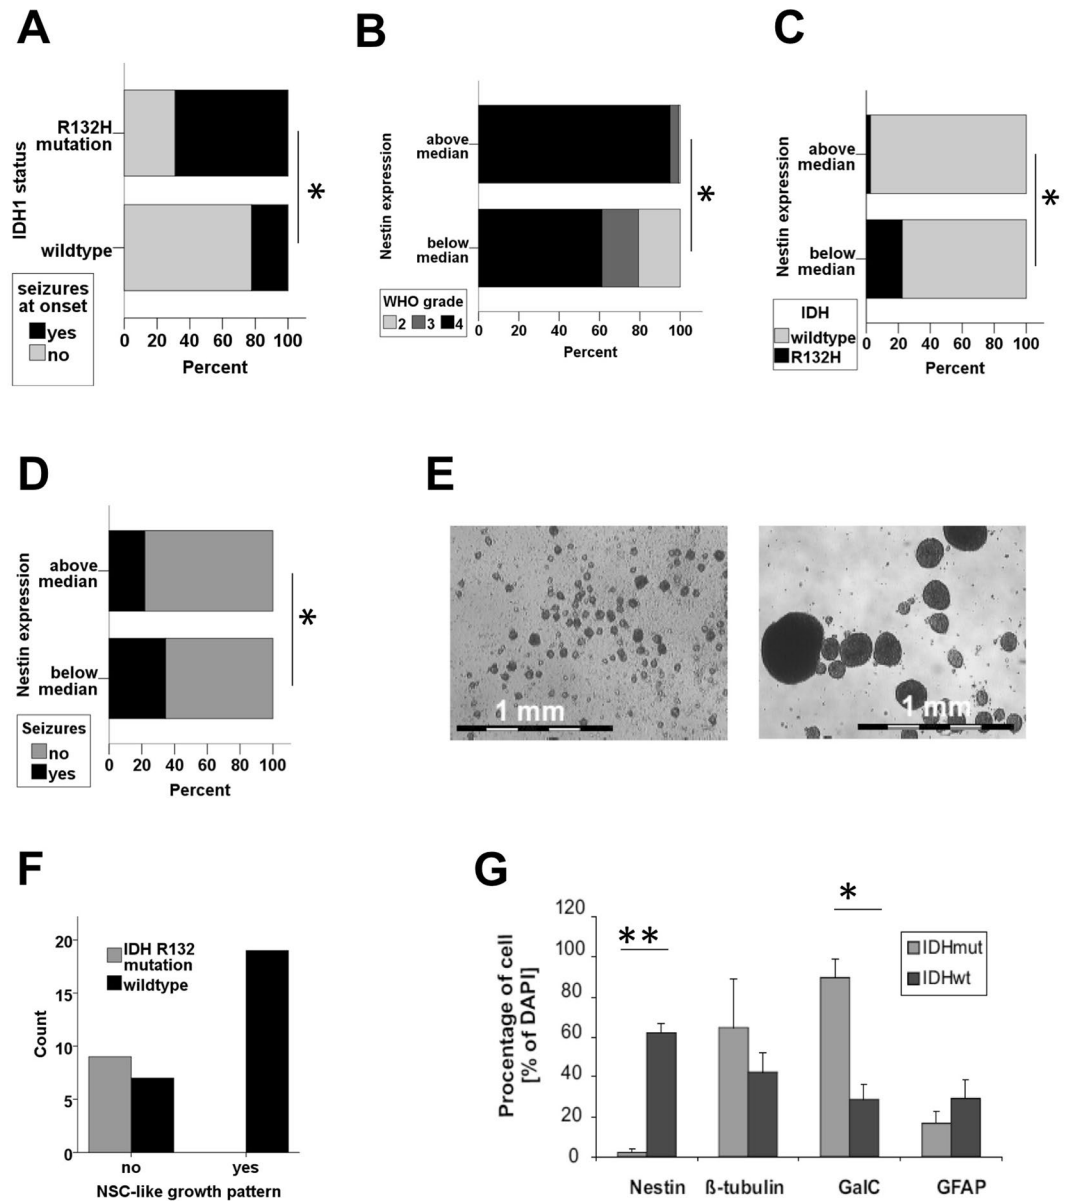 A
IDH1 status
R132H
mutation
wildtype
*
seizures
at onset
yes
no
0 20 40 60 80 100
Percent
B
Nestin expression
above
median
below
median
*
WHO grade
2 3 4
0 20 40 60 80 100
Percent
C
Nestin expression
above
median
below
median
*
IDH
wildtype
R132H
0 20 40 60 80 100
Percent
D
Nestin expression
above
median
below
median
*
Seizures
no
yes
0 20 40 60 80 100
Percent
E
1 mm
1 mm
F
Count
20
15
10
5
0
IDH R132
mutation
wildtype
no yes
NSC-like growth pattern
G
Procentage of cell
[% of DAPI]
120
100
80
60
40
20
0
**
*
IDHmut
IDHwt
Nestin ß-tubulin GalC GFAP